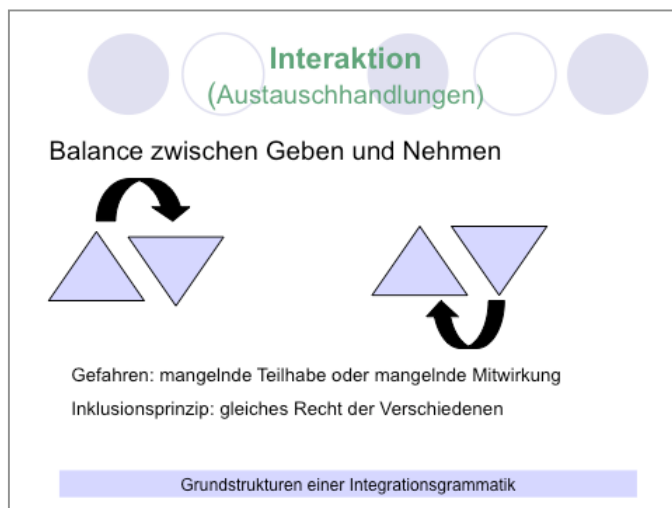 Interaktion
(Austauschhandlungen)
Balance zwischen Geben und Nehmen
Gefahren: mangelnde Teilhabe oder mangelnde Mitwirkung
Inklusionsprinzip: gleiches Recht der Verschiedenen
Grundstrukturen einer Integrationsgrammatik